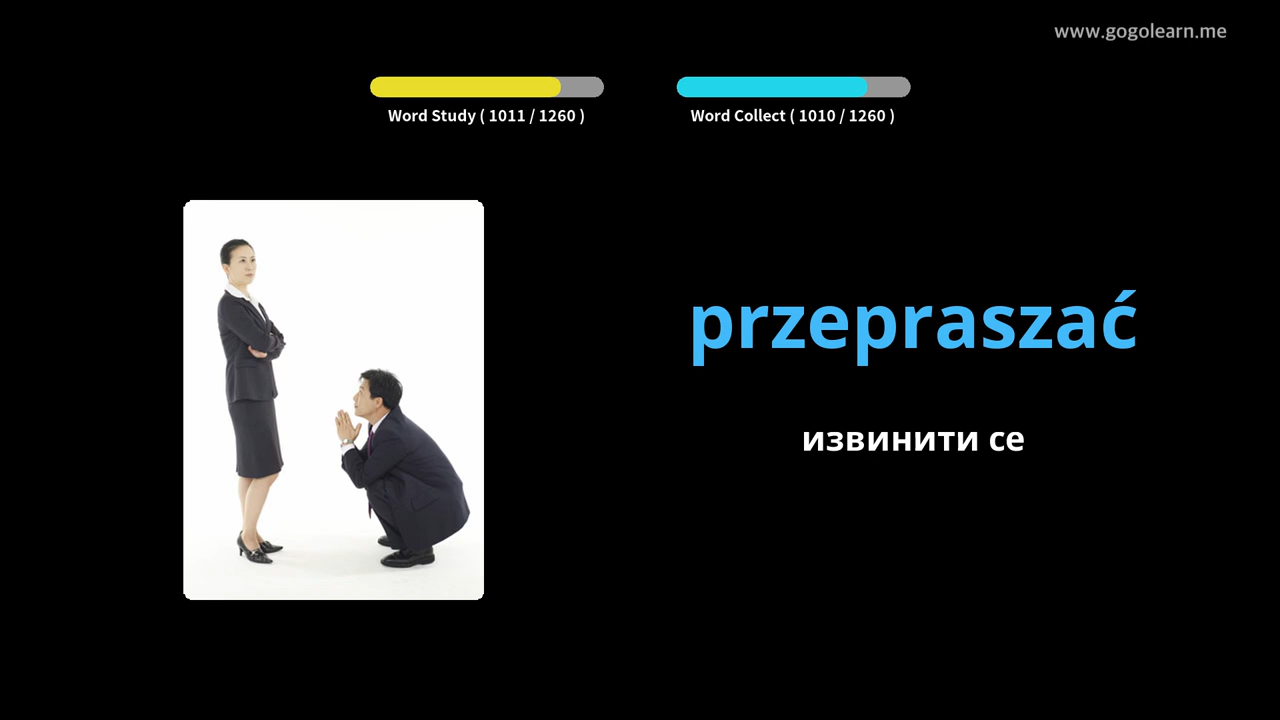 www.gogolearn.me
Word Study ( 1011 / 1260 )
Word Collect ( 1010 / 1260 )
przepraszać
извинити се